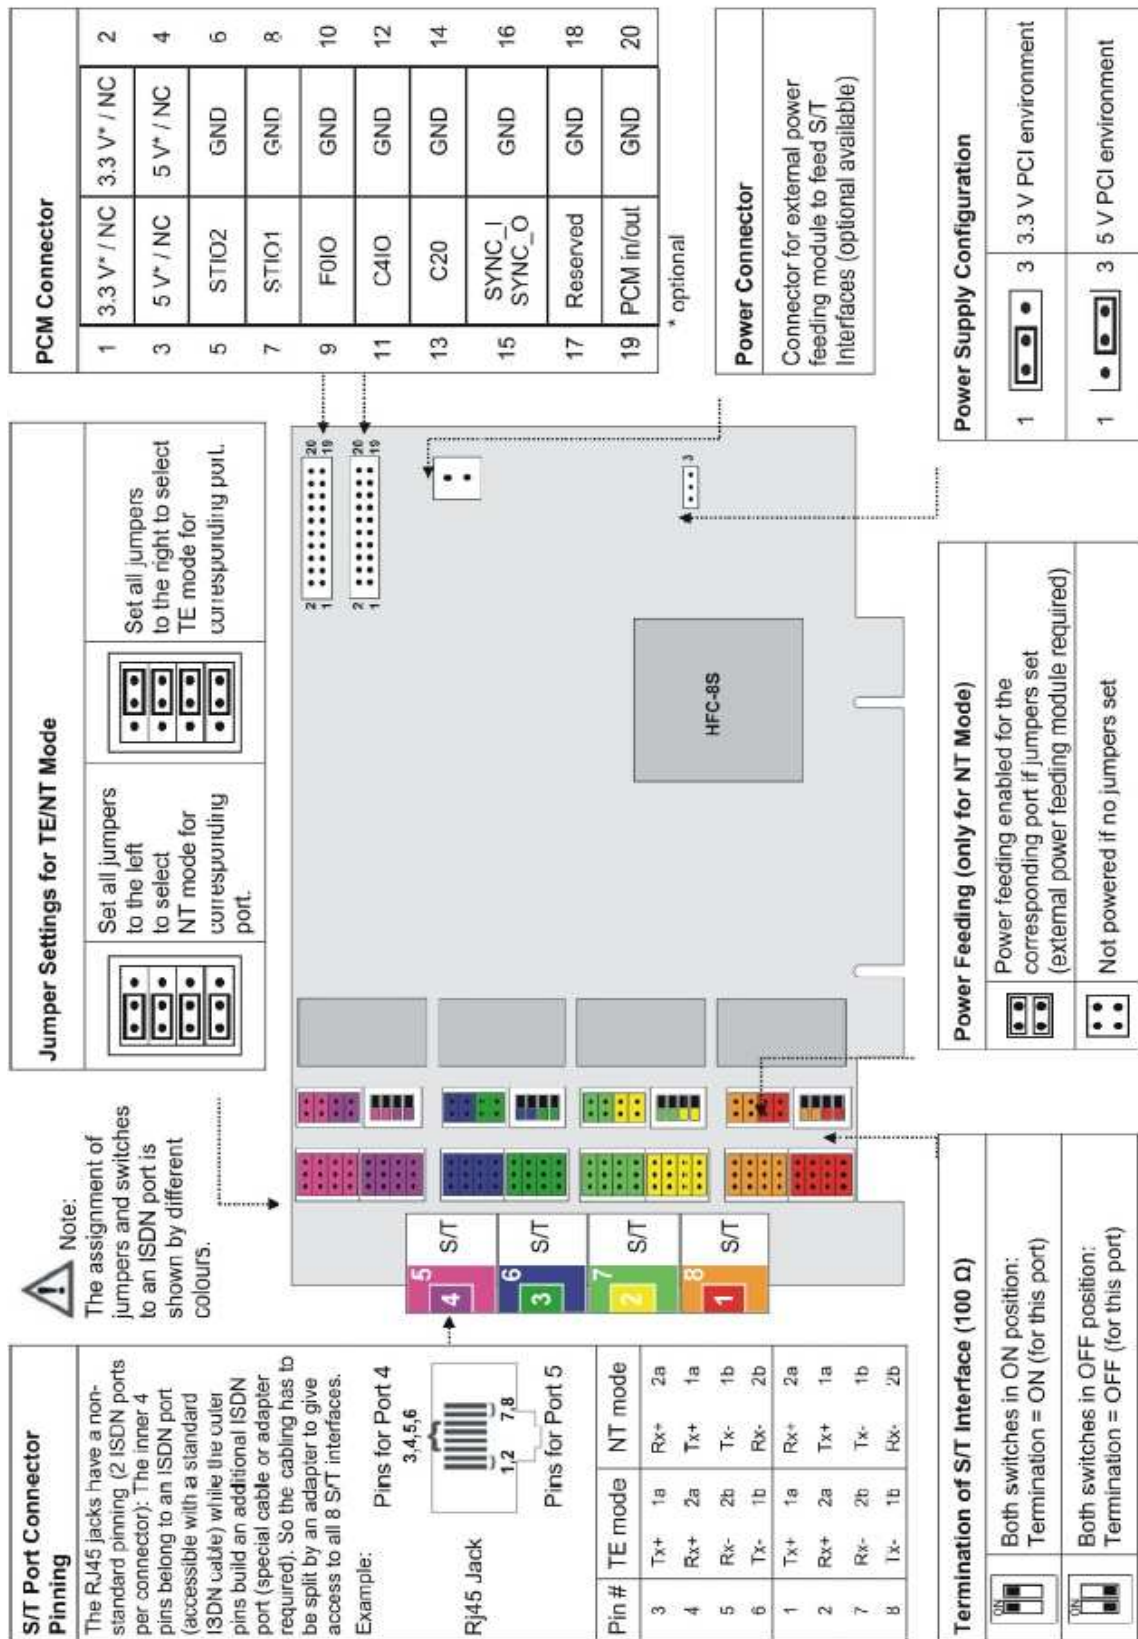 S/T Port Connector
Pinning
The RJ45 jacks have a non-
standard pinning (2 ISDN ports
per connector): The inner 4
pins belong to an ISDN port
(accessible with a standard
ISDN cable) while the outer
pins build an additional ISDN
port (special cable or adapter
required). So the cabling has to
be split by an adapter to give
access to all 8 S/T interfaces.
Example:
Pins for Port 4
3,4,5,6
Rj45 Jack
1,2 7,8
Pins for Port 5
Pin # TE mode NT mode
3 Tx+ 1a Rx+ 2a
4 Rx+ 2a Tx+ 1a
5 Rx- 2b Tx- 1b
6 Tx- 1b Rx- 2b
1 Tx+ 1a Rx+ 2a
2 Rx+ 2a Tx+ 1a
7 Rx- 2b Tx- 1b
8 Tx- 1b Rx- 2b
Note:
The assignment of
jumpers and switches
to an ISDN port is
shown by different
colours.
Jumper Settings for TE/NT Mode
Set all jumpers
to the left
to select
NT mode for
corresponding
port.
Set all jumpers
to the right to select
TE mode for
corresponding port.
PCM Connector
1 3.3 V* / NC 3.3 V* / NC 2
3 5 V* / NC 5 V* / NC 4
5 STIO2 GND 6
7 STIO1 GND 8
9 F0IO GND 10
11 C4IO GND 12
13 C20 GND 14
15 SYNC_I GND 16
SYNC_O
17 Reserved GND 18
19 PCM in/out GND 20
* optional
5 4 S/T
6 3 S/T
7 2 S/T
8 1 S/T
2 20
1 19
2 20
1 19
3
HFC-8S
Power Connector
Connector for external power
feeding module to feed S/T
Interfaces (optional available)
Termination of S/T Interface (100 Ω)
ON
Both switches in ON position:
Termination = ON (for this port)
ON
Both switches in OFF position:
Termination = OFF (for this port)
Power Feeding (only for NT Mode)
Power feeding enabled for the
corresponding port if jumpers set
(external power feeding module required)
Not powered if no jumpers set
Power Supply Configuration
1 3 3.3 V PCI environment
1 3 5 V PCI environment